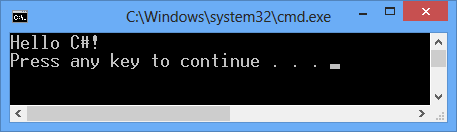 C:\Windows\system32\cmd.exe
Hello C#!
Press any key to continue . . .